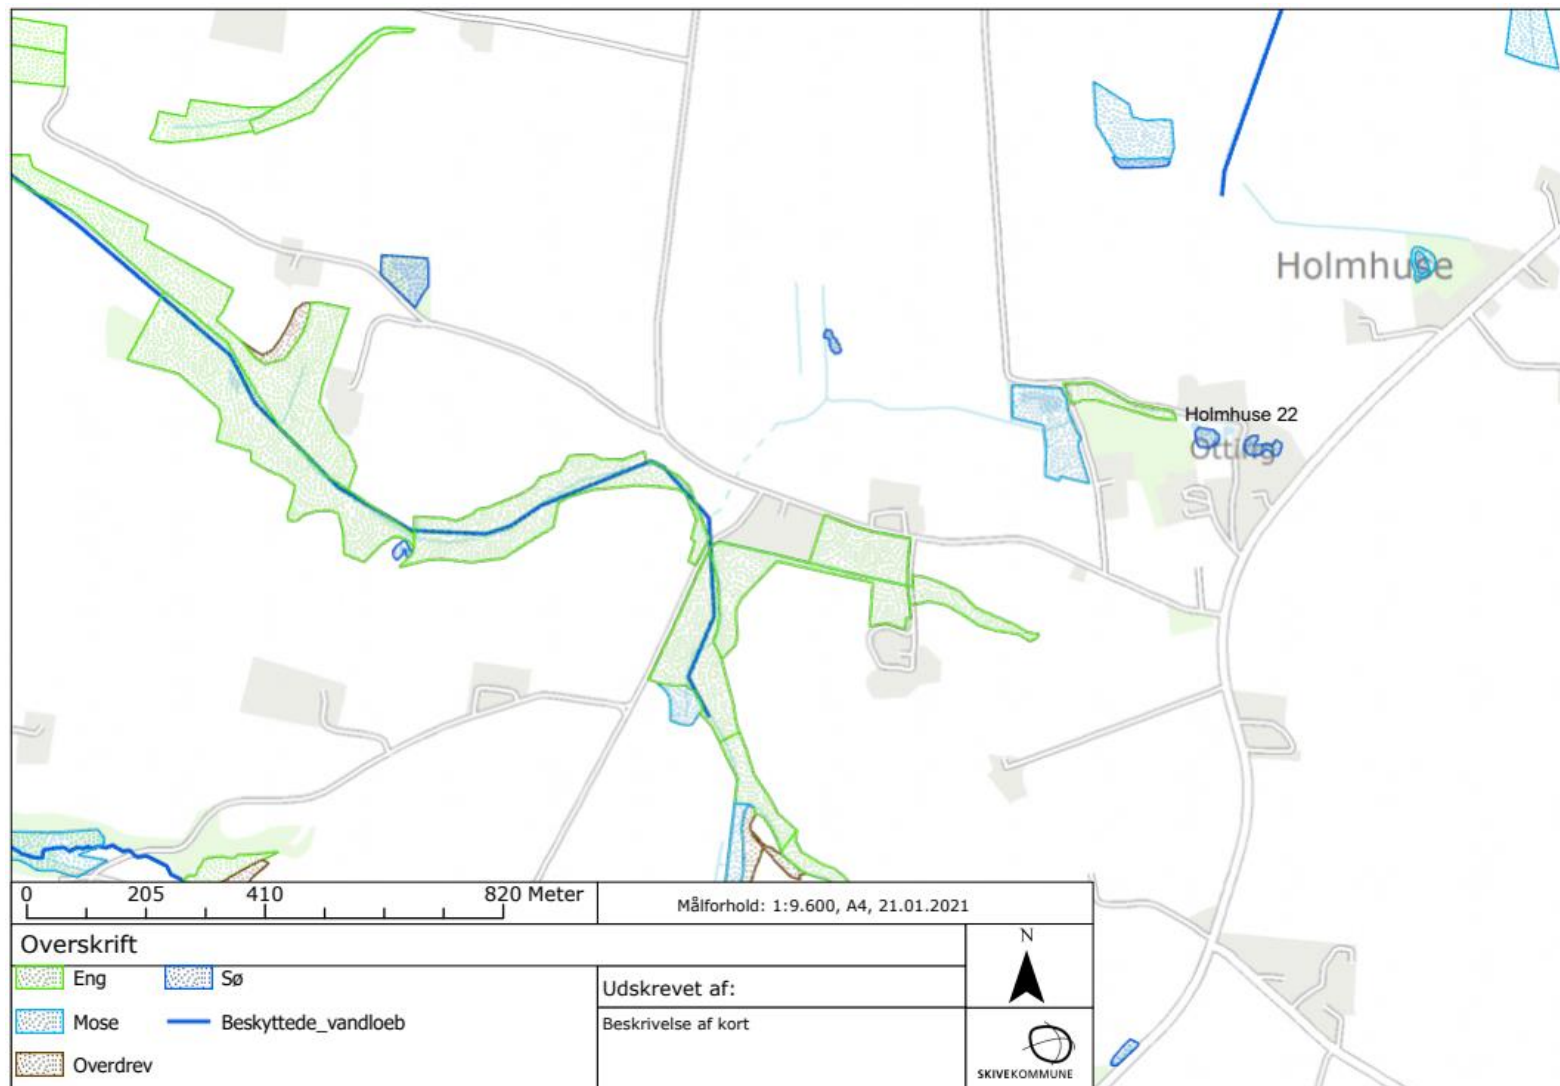 Holmhuse
Holmhuse 22
Otting
0 205 410 820 Meter
Målforhold: 1:9.600, A4, 21.01.2021
Overskrift
Eng
Sø
Mose
Beskyttede_vandloeb
Overdrev
Udskrevet af:
Beskrivelse af kort
N
SKIVEKOMMUNE